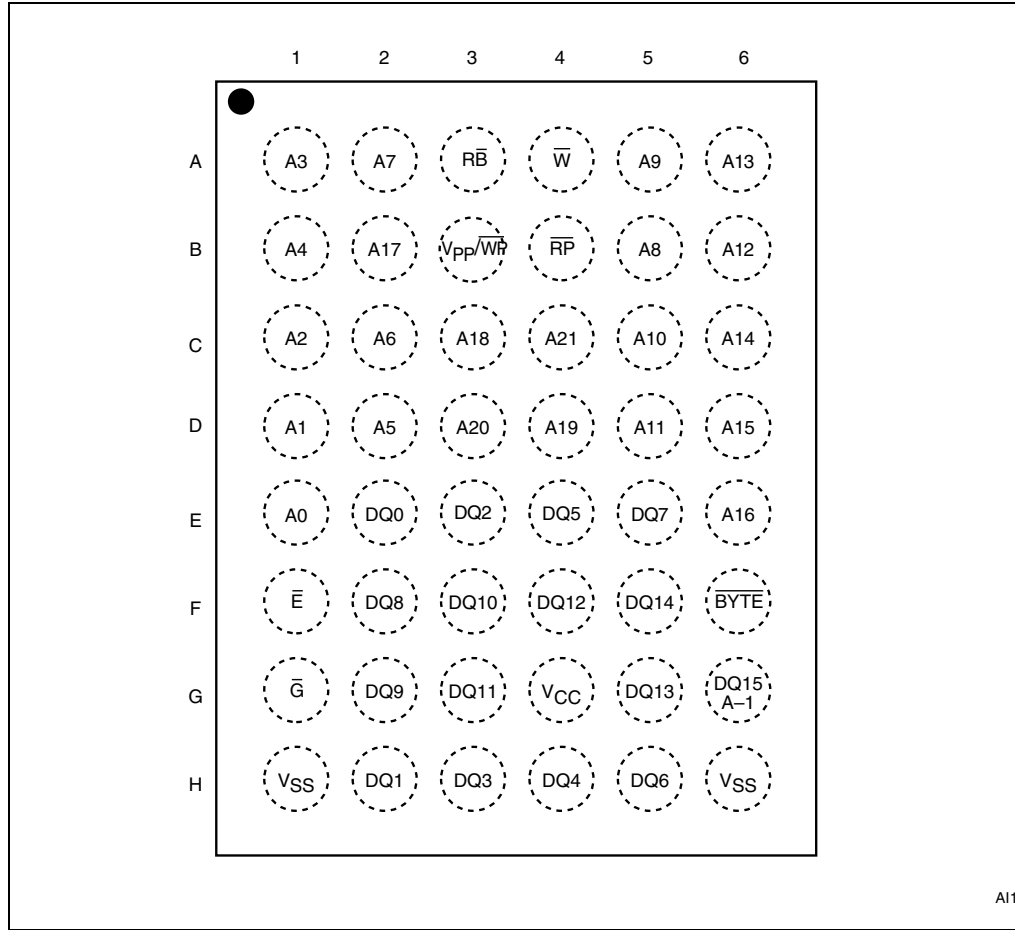 1 2 3 4 5 6
A A3 A7 RB̅ W̅ A9 A13
B A4 A17 VPP/W̅P̅ R̅P̅ A8 A12
C A2 A6 A18 A21 A10 A14
D A1 A5 A20 A19 A11 A15
E A0 DQ0 DQ2 DQ5 DQ7 A16
F E̅ DQ8 DQ10 DQ12 DQ14 B̅Y̅T̅E̅
G G̅ DQ9 DQ11 VCC DQ13 DQ15
A–1
H VSS DQ1 DQ3 DQ4 DQ6 VSS
AI1